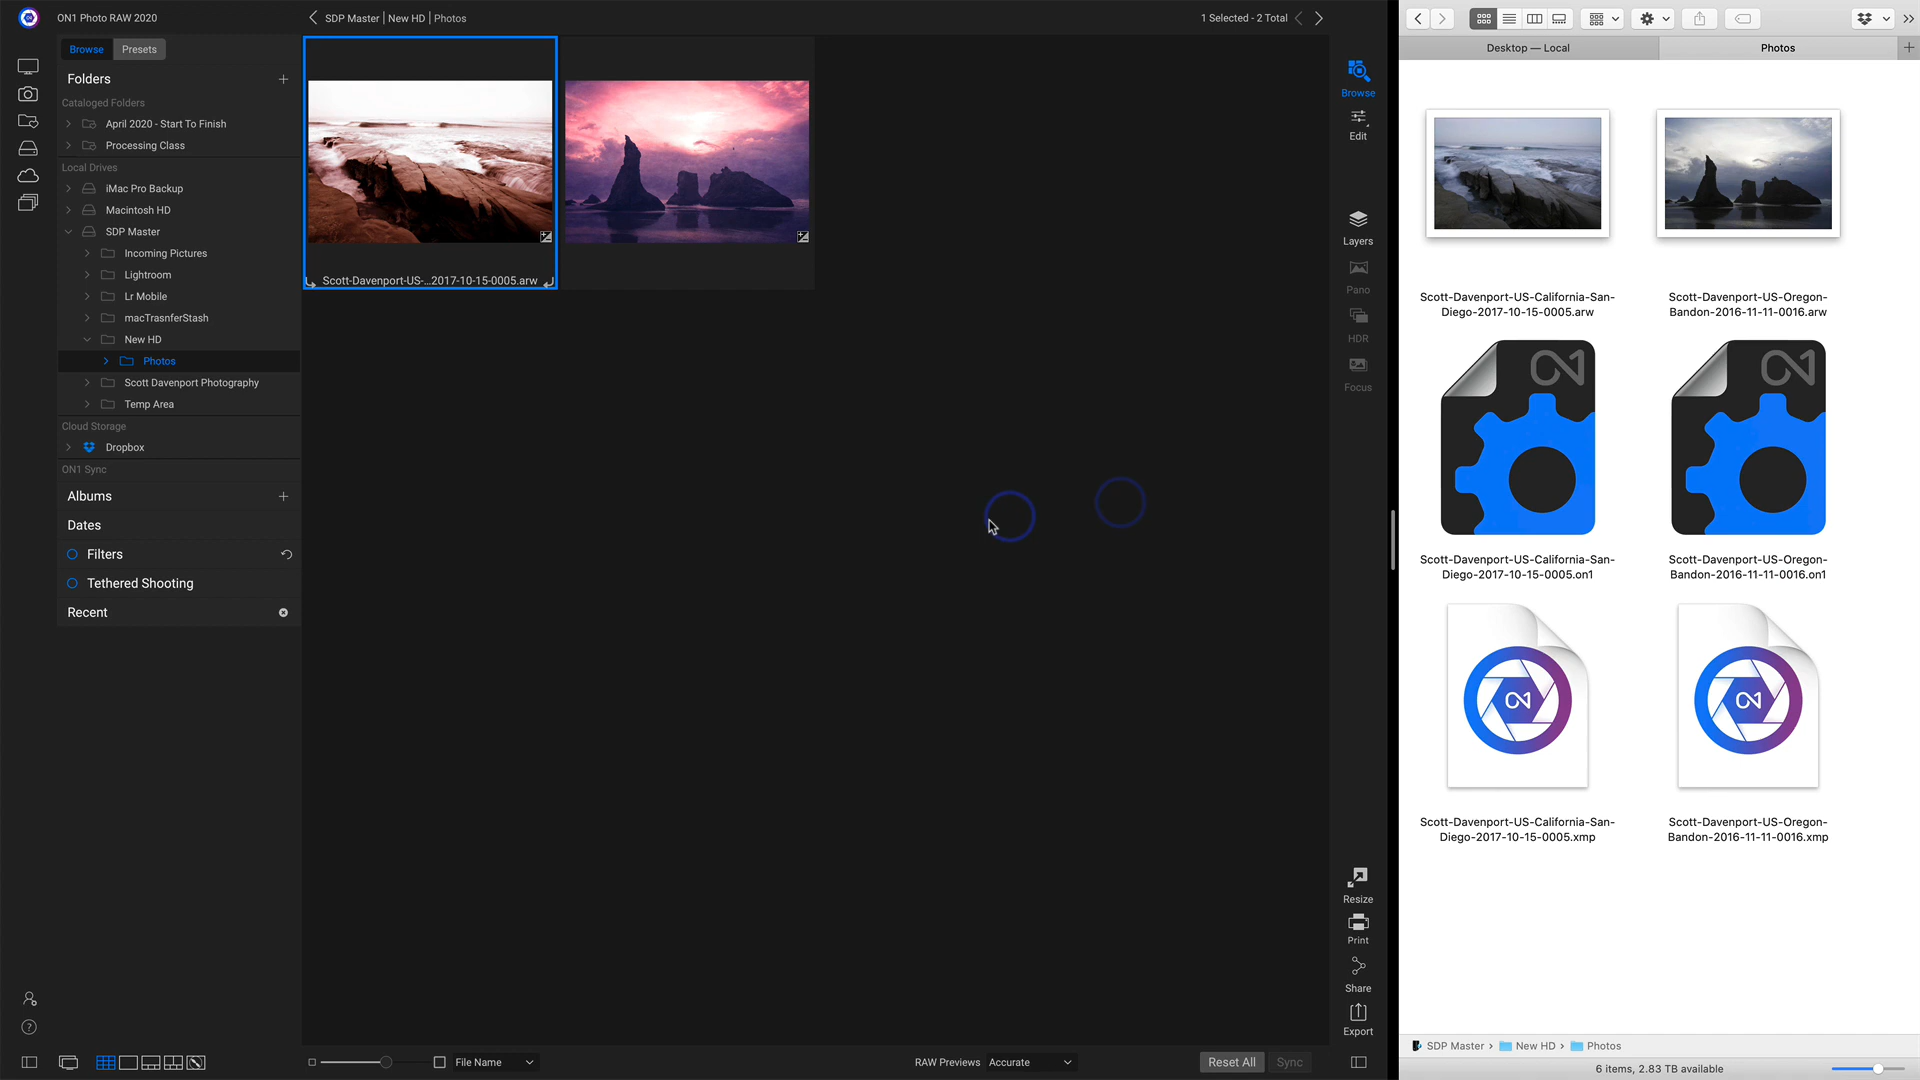 ON1 Photo RAW 2020
SDP Master | New HD | Photos
1 Selected - 2 Total
Browse
Presets
Folders
Cataloged Folders
April 2020 - Start To Finish
Processing Class
Local Drives
iMac Pro Backup
Macintosh HD
SDP Master
Incoming Pictures
Lightroom
Lr Mobile
macTrasnferStash
New HD
Photos
Scott Davenport Photography
Temp Area
Cloud Storage
Dropbox
ON1 Sync
Albums
Dates
Filters
Tethered Shooting
Recent
Scott-Davenport-US-...2017-10-15-0005.arw
File Name
RAW Previews
Accurate
Reset All
Sync
Browse
Edit
Layers
Pano
HDR
Focus
Resize
Print
Share
Export
Desktop — Local
Photos
Scott-Davenport-US-California-San-
Diego-2017-10-15-0005.arw
Scott-Davenport-US-Oregon-
Bandon-2016-11-11-0016.arw
Scott-Davenport-US-California-San-
Diego-2017-10-15-0005.on1
Scott-Davenport-US-Oregon-
Bandon-2016-11-11-0016.on1
Scott-Davenport-US-California-San-
Diego-2017-10-15-0005.xmp
Scott-Davenport-US-Oregon-
Bandon-2016-11-11-0016.xmp
SDP Master › New HD › Photos
6 items, 2.83 TB available